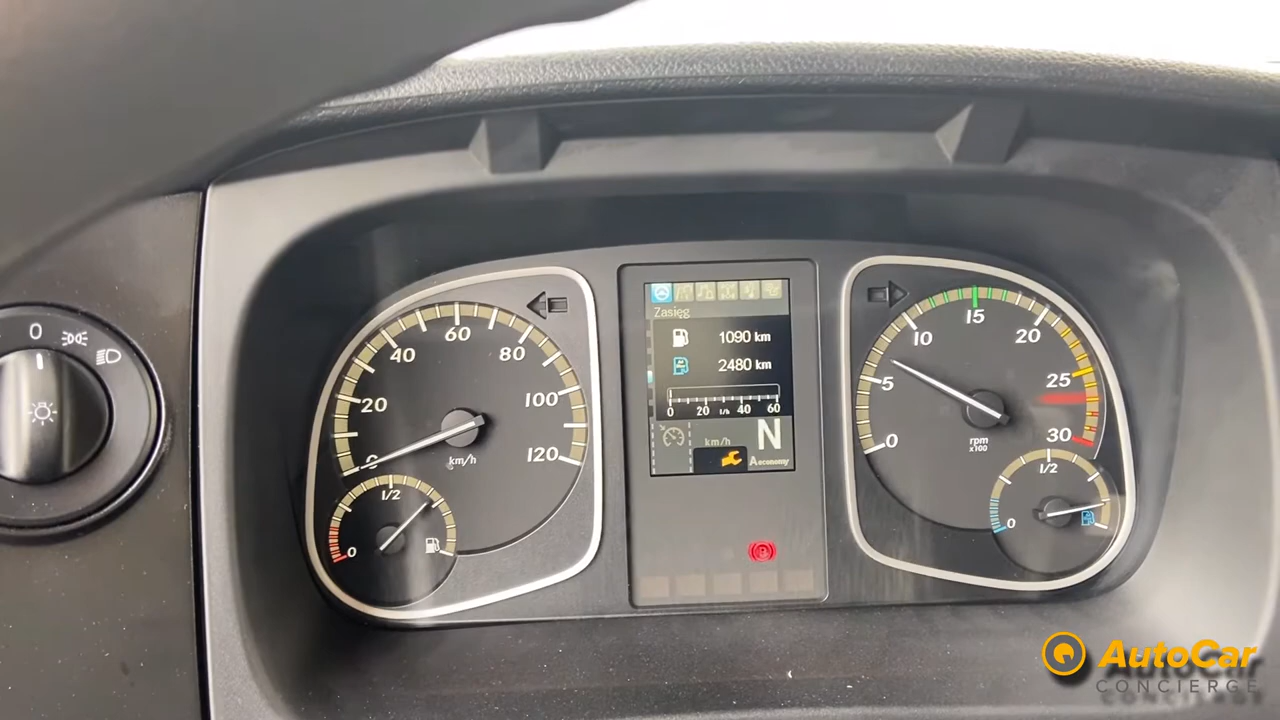 0
0
20
40
60
80
100
120
km/h
0
1/2
Zasięg
1090 km
2480 km
0 20 l/h 40 60
km/h
N
A economy
0
5
10
15
20
25
30
rpm
x100
0
1/2
AutoCar
CONCIERGE